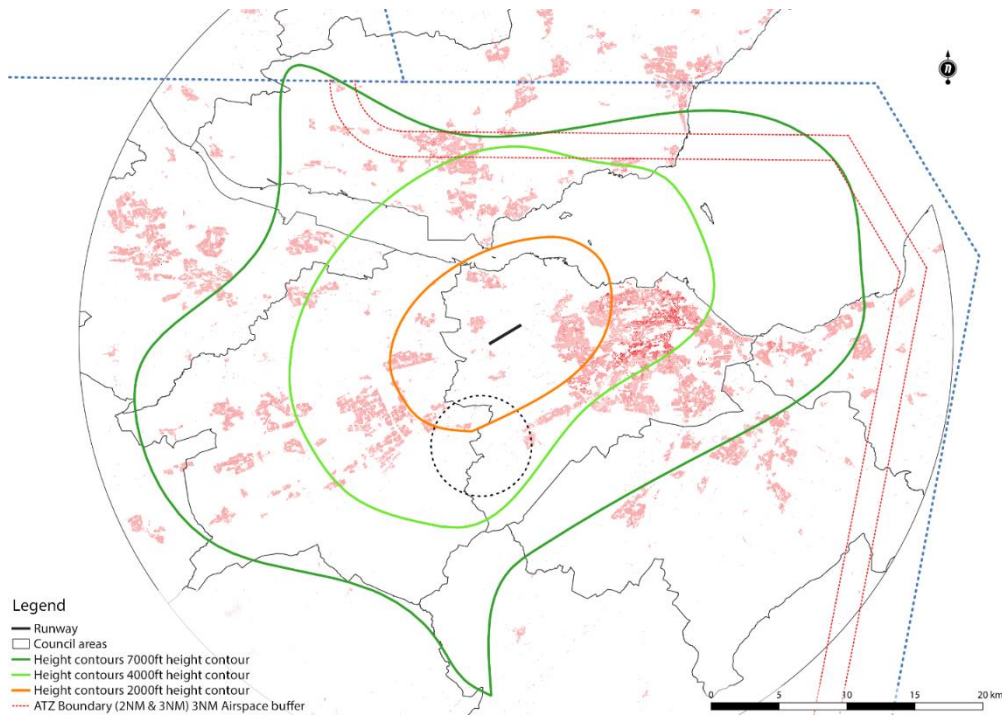 n
Legend
Runway
Council areas
Height contours 7000ft height contour
Height contours 4000ft height contour
Height contours 2000ft height contour
ATZ Boundary (2NM & 3NM) 3NM Airspace buffer
0 5 10 15 20 km